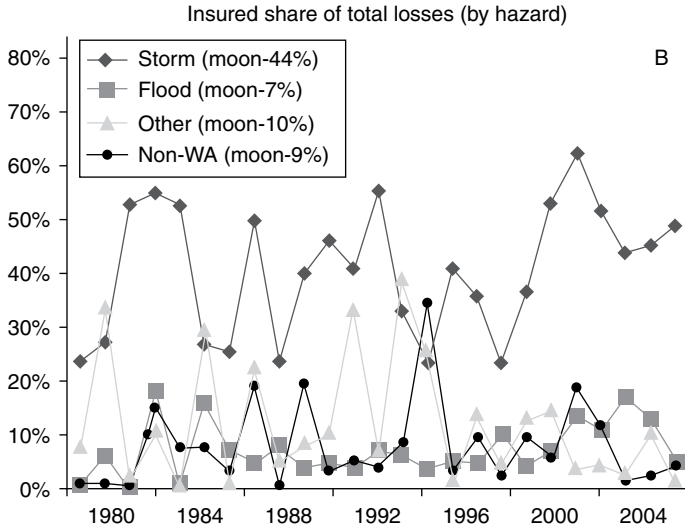 Insured share of total losses (by hazard)
B
Storm (moon-44%)
Flood (moon-7%)
Other (moon-10%)
Non-WA (moon-9%)
80%
70%
60%
50%
40%
30%
20%
10%
0%
1980 1984 1988 1992 1996 2000 2004